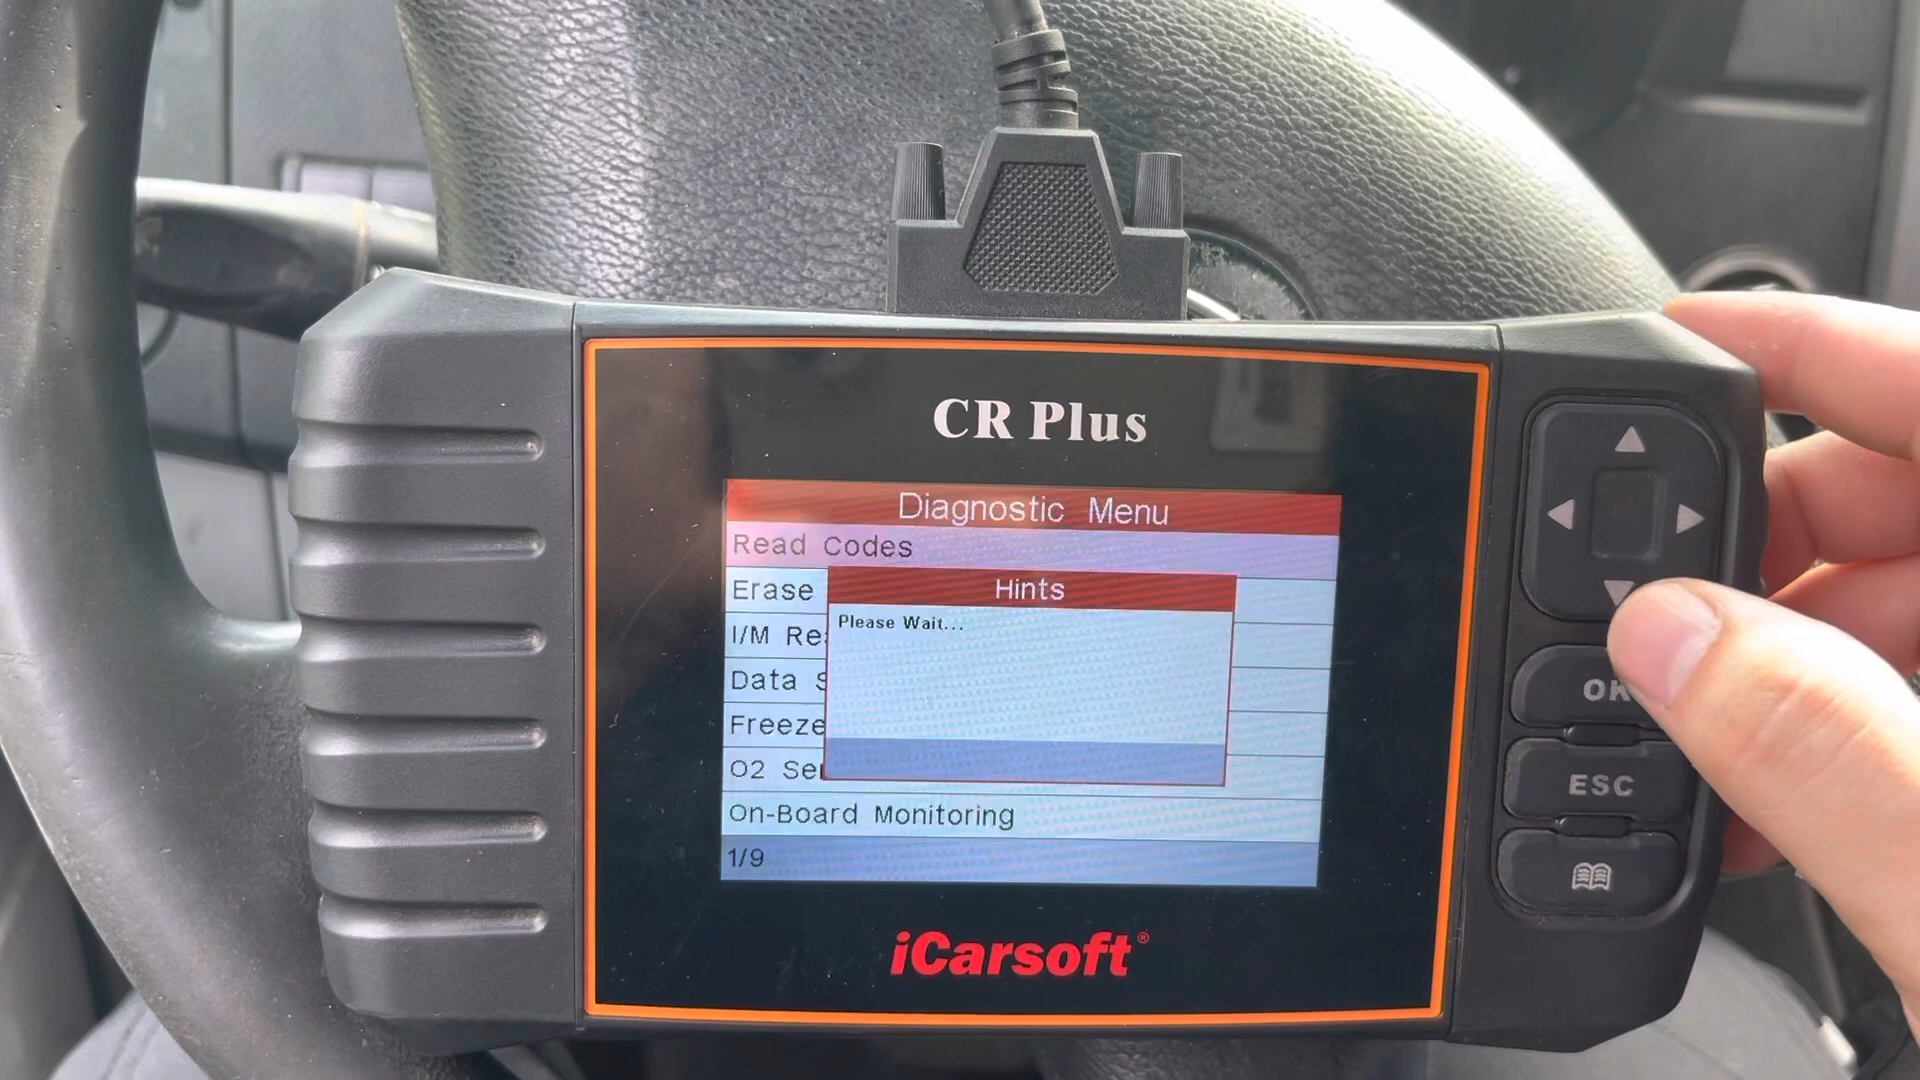 CR Plus
Diagnostic Menu
Read Codes
Erase
Hints
Please Wait...
I/M Re
Data S
Freeze
O2 Se
On-Board Monitoring
1/9
iCarsoft®
OK
ESC